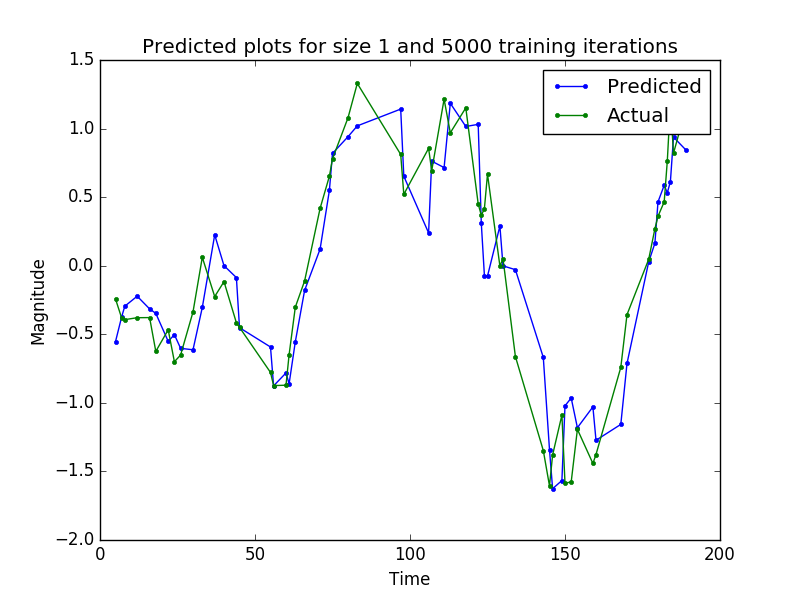 Predicted plots for size 1 and 5000 training iterations
Predicted
Actual
1.5
1.0
0.5
0.0
−0.5
−1.0
−1.5
−2.0
Magnitude
0
50
100
150
200
Time